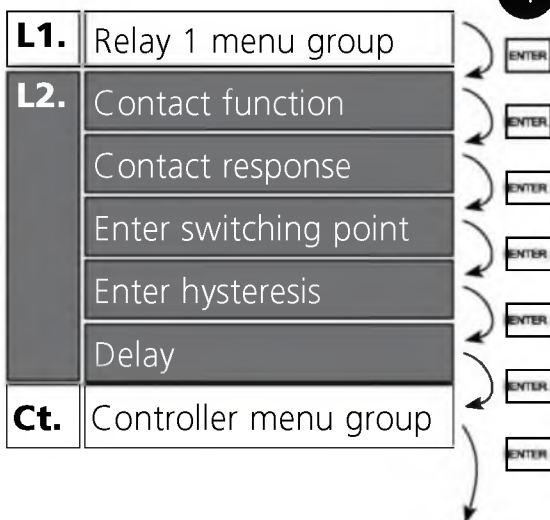 L1. Relay 1 menu group
ENTER
L2. Contact function
ENTER
Contact response
ENTER
Enter switching point
ENTER
Enter hysteresis
ENTER
Delay
ENTER
Ct. Controller menu group
ENTER